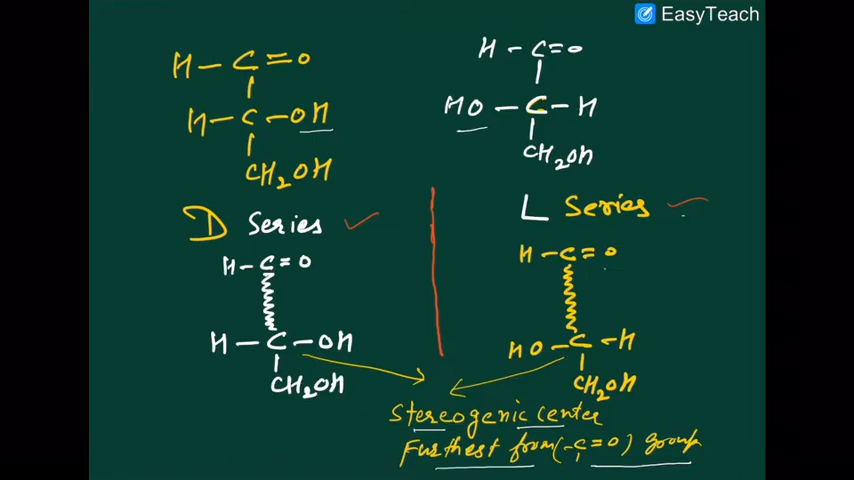 EasyTeach
H - C = O
H - C - OH
CH2OH
D Series
H - C = O
HO - C - H
CH2OH
L Series
H - C = O
H - C - OH
CH2OH
H - C = O
HO - C - H
CH2OH
Stereogenic center
Furthest from (-C=O) group